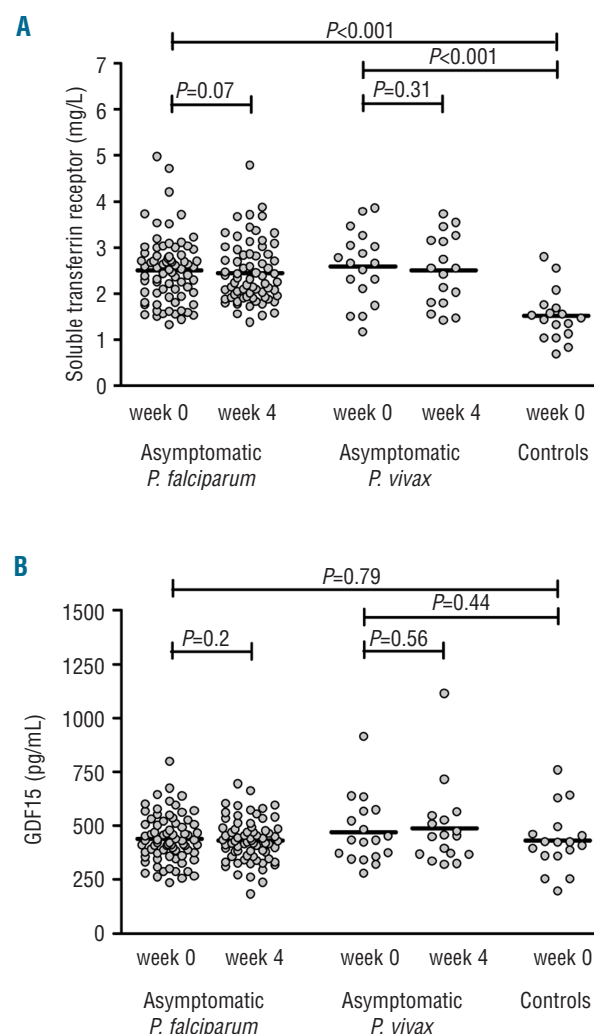 A
P<0.001
P<0.001
P=0.07
P=0.31
Soluble transferrin receptor (mg/L)
7
6
5
4
3
2
1
0
week 0 week 4 week 0 week 4 week 0
Asymptomatic Asymptomatic Controls
P. falciparum P. vivax
B
P=0.79
P=0.44
P=0.2
P=0.56
GDF15 (pg/mL)
1500
1250
1000
750
500
250
0
week 0 week 4 week 0 week 4 week 0
Asymptomatic Asymptomatic Controls
P. falciparum P. vivax